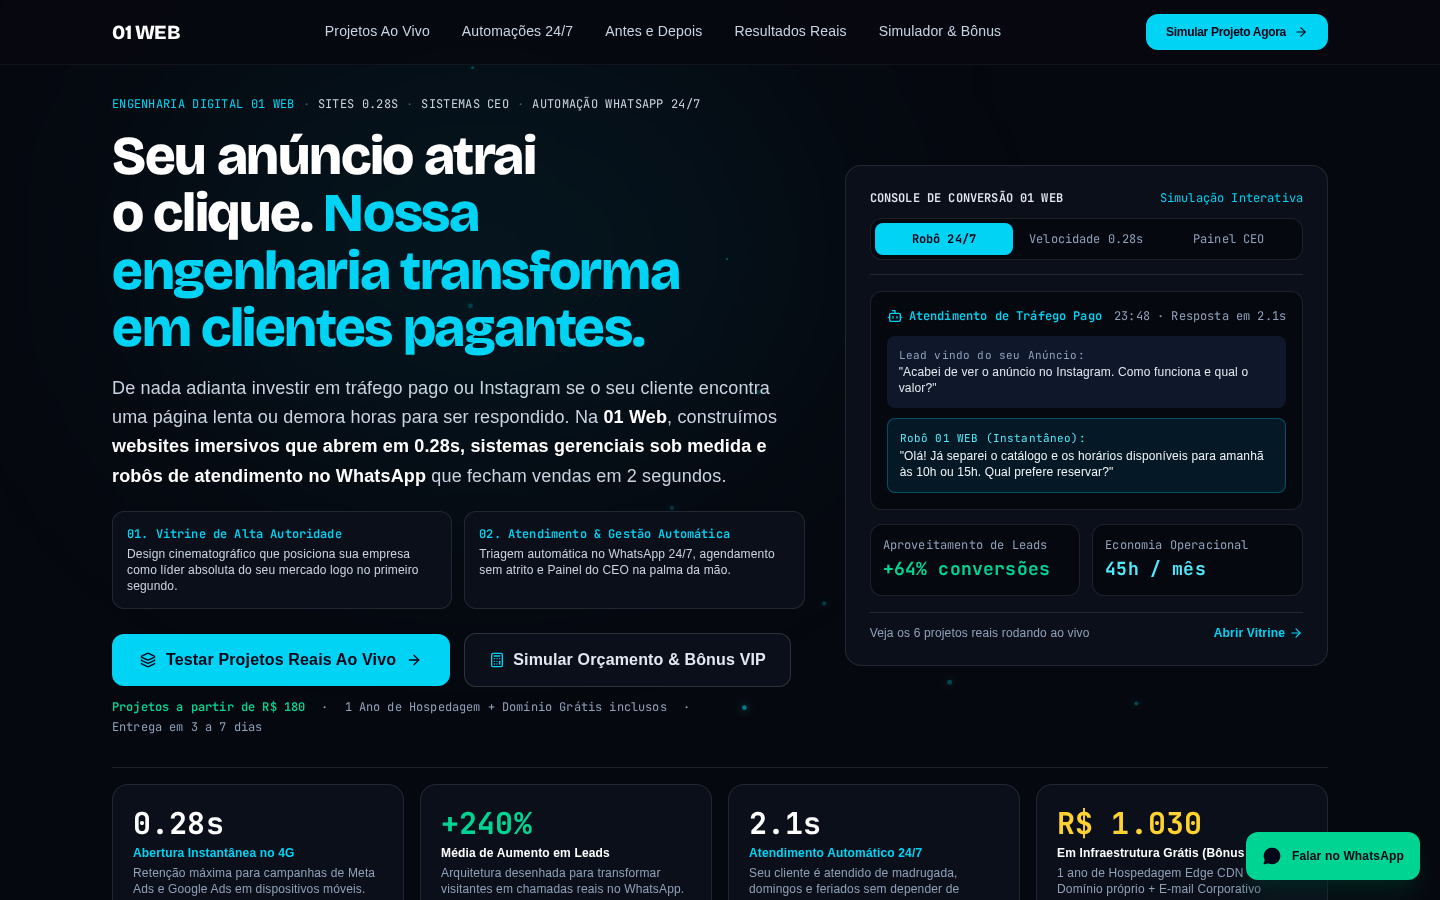 01 WEB
Projetos Ao Vivo
Automações 24/7
Antes e Depois
Resultados Reais
Simulador & Bônus
Simular Projeto Agora
ENGENHARIA DIGITAL 01 WEB · SITES 0.28S · SISTEMAS CEO · AUTOMAÇÃO WHATSAPP 24/7
Seu anúncio atrai
o clique. Nossa
engenharia transforma
em clientes pagantes.
De nada adianta investir em tráfego pago ou Instagram se o seu cliente encontra
uma página lenta ou demora horas para ser respondido. Na 01 Web, construímos
websites imersivos que abrem em 0.28s, sistemas gerenciais sob medida e
robôs de atendimento no WhatsApp que fecham vendas em 2 segundos.
01. Vitrine de Alta Autoridade
Design cinematográfico que posiciona sua empresa
como líder absoluta do seu mercado logo no primeiro
segundo.
02. Atendimento & Gestão Automática
Triagem automática no WhatsApp 24/7, agendamento
sem atrito e Painel do CEO na palma da mão.
Testar Projetos Reais Ao Vivo
Simular Orçamento & Bônus VIP
Projetos a partir de R$ 180 · 1 Ano de Hospedagem + Domínio Grátis inclusos ·
Entrega em 3 a 7 dias
CONSOLE DE CONVERSÃO 01 WEB
Simulação Interativa
Robô 24/7
Velocidade 0.28s
Painel CEO
Atendimento de Tráfego Pago
23:48 · Resposta em 2.1s
Lead vindo do seu Anúncio:
"Acabei de ver o anúncio no Instagram. Como funciona e qual o
valor?"
Robô 01 WEB (Instantâneo):
"Olá! Já separei o catálogo e os horários disponíveis para amanhã
às 10h ou 15h. Qual prefere reservar?"
Aproveitamento de Leads
+64% conversões
Economia Operacional
45h / mês
Veja os 6 projetos reais rodando ao vivo
Abrir Vitrine
0.28s
Abertura Instantânea no 4G
Retenção máxima para campanhas de Meta
Ads e Google Ads em dispositivos móveis.
+240%
Média de Aumento em Leads
Arquitetura desenhada para transformar
visitantes em chamadas reais no WhatsApp.
2.1s
Atendimento Automático 24/7
Seu cliente é atendido de madrugada,
domingos e feriados sem depender de
R$ 1.030
Em Infraestrutura Grátis (Bônus
1 ano de Hospedagem Edge CDN
Domínio próprio + E-mail Corporativo
Falar no WhatsApp